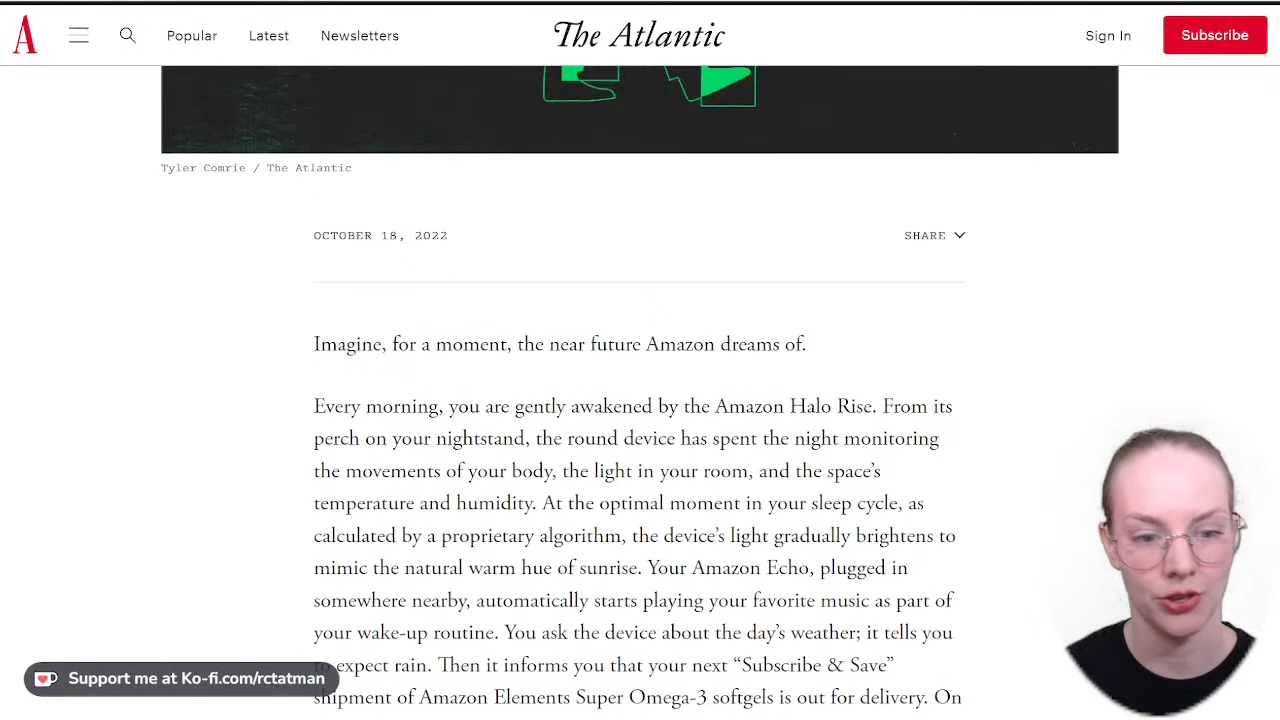 A
Popular
Latest
Newsletters
The Atlantic
Sign In
Subscribe
Tyler Comrie / The Atlantic
OCTOBER 18, 2022
SHARE
Imagine, for a moment, the near future Amazon dreams of.
Every morning, you are gently awakened by the Amazon Halo Rise. From its
perch on your nightstand, the round device has spent the night monitoring
the movements of your body, the light in your room, and the space’s
temperature and humidity. At the optimal moment in your sleep cycle, as
calculated by a proprietary algorithm, the device’s light gradually brightens to
mimic the natural warm hue of sunrise. Your Amazon Echo, plugged in
somewhere nearby, automatically starts playing your favorite music as part of
your wake-up routine. You ask the device about the day’s weather; it tells you
to expect rain. Then it informs you that your next “Subscribe & Save”
shipment of Amazon Elements Super Omega-3 softgels is out for delivery. On
Support me at Ko-fi.com/rctatman